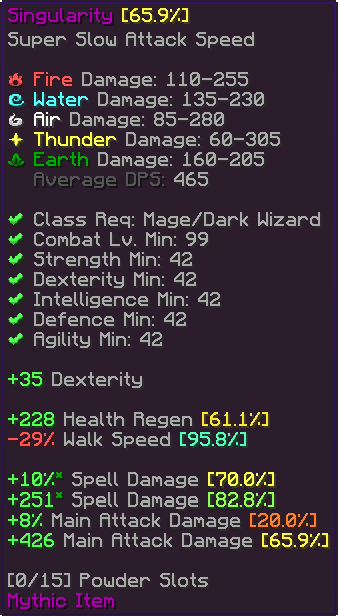 Singularity [65.9%]
Super Slow Attack Speed
Fire Damage: 110-255
Water Damage: 135-230
Air Damage: 85-280
Thunder Damage: 60-305
Earth Damage: 160-205
Average DPS: 465
✔ Class Req: Mage/Dark Wizard
✔ Combat Lv. Min: 99
✔ Strength Min: 42
✔ Dexterity Min: 42
✔ Intelligence Min: 42
✔ Defence Min: 42
✔ Agility Min: 42
+35 Dexterity
+228 Health Regen [61.1%]
-29% Walk Speed [95.8%]
+10%* Spell Damage [70.0%]
+251* Spell Damage [82.8%]
+8% Main Attack Damage [20.0%]
+426 Main Attack Damage [65.9%]
[0/15] Powder Slots
Mythic Item